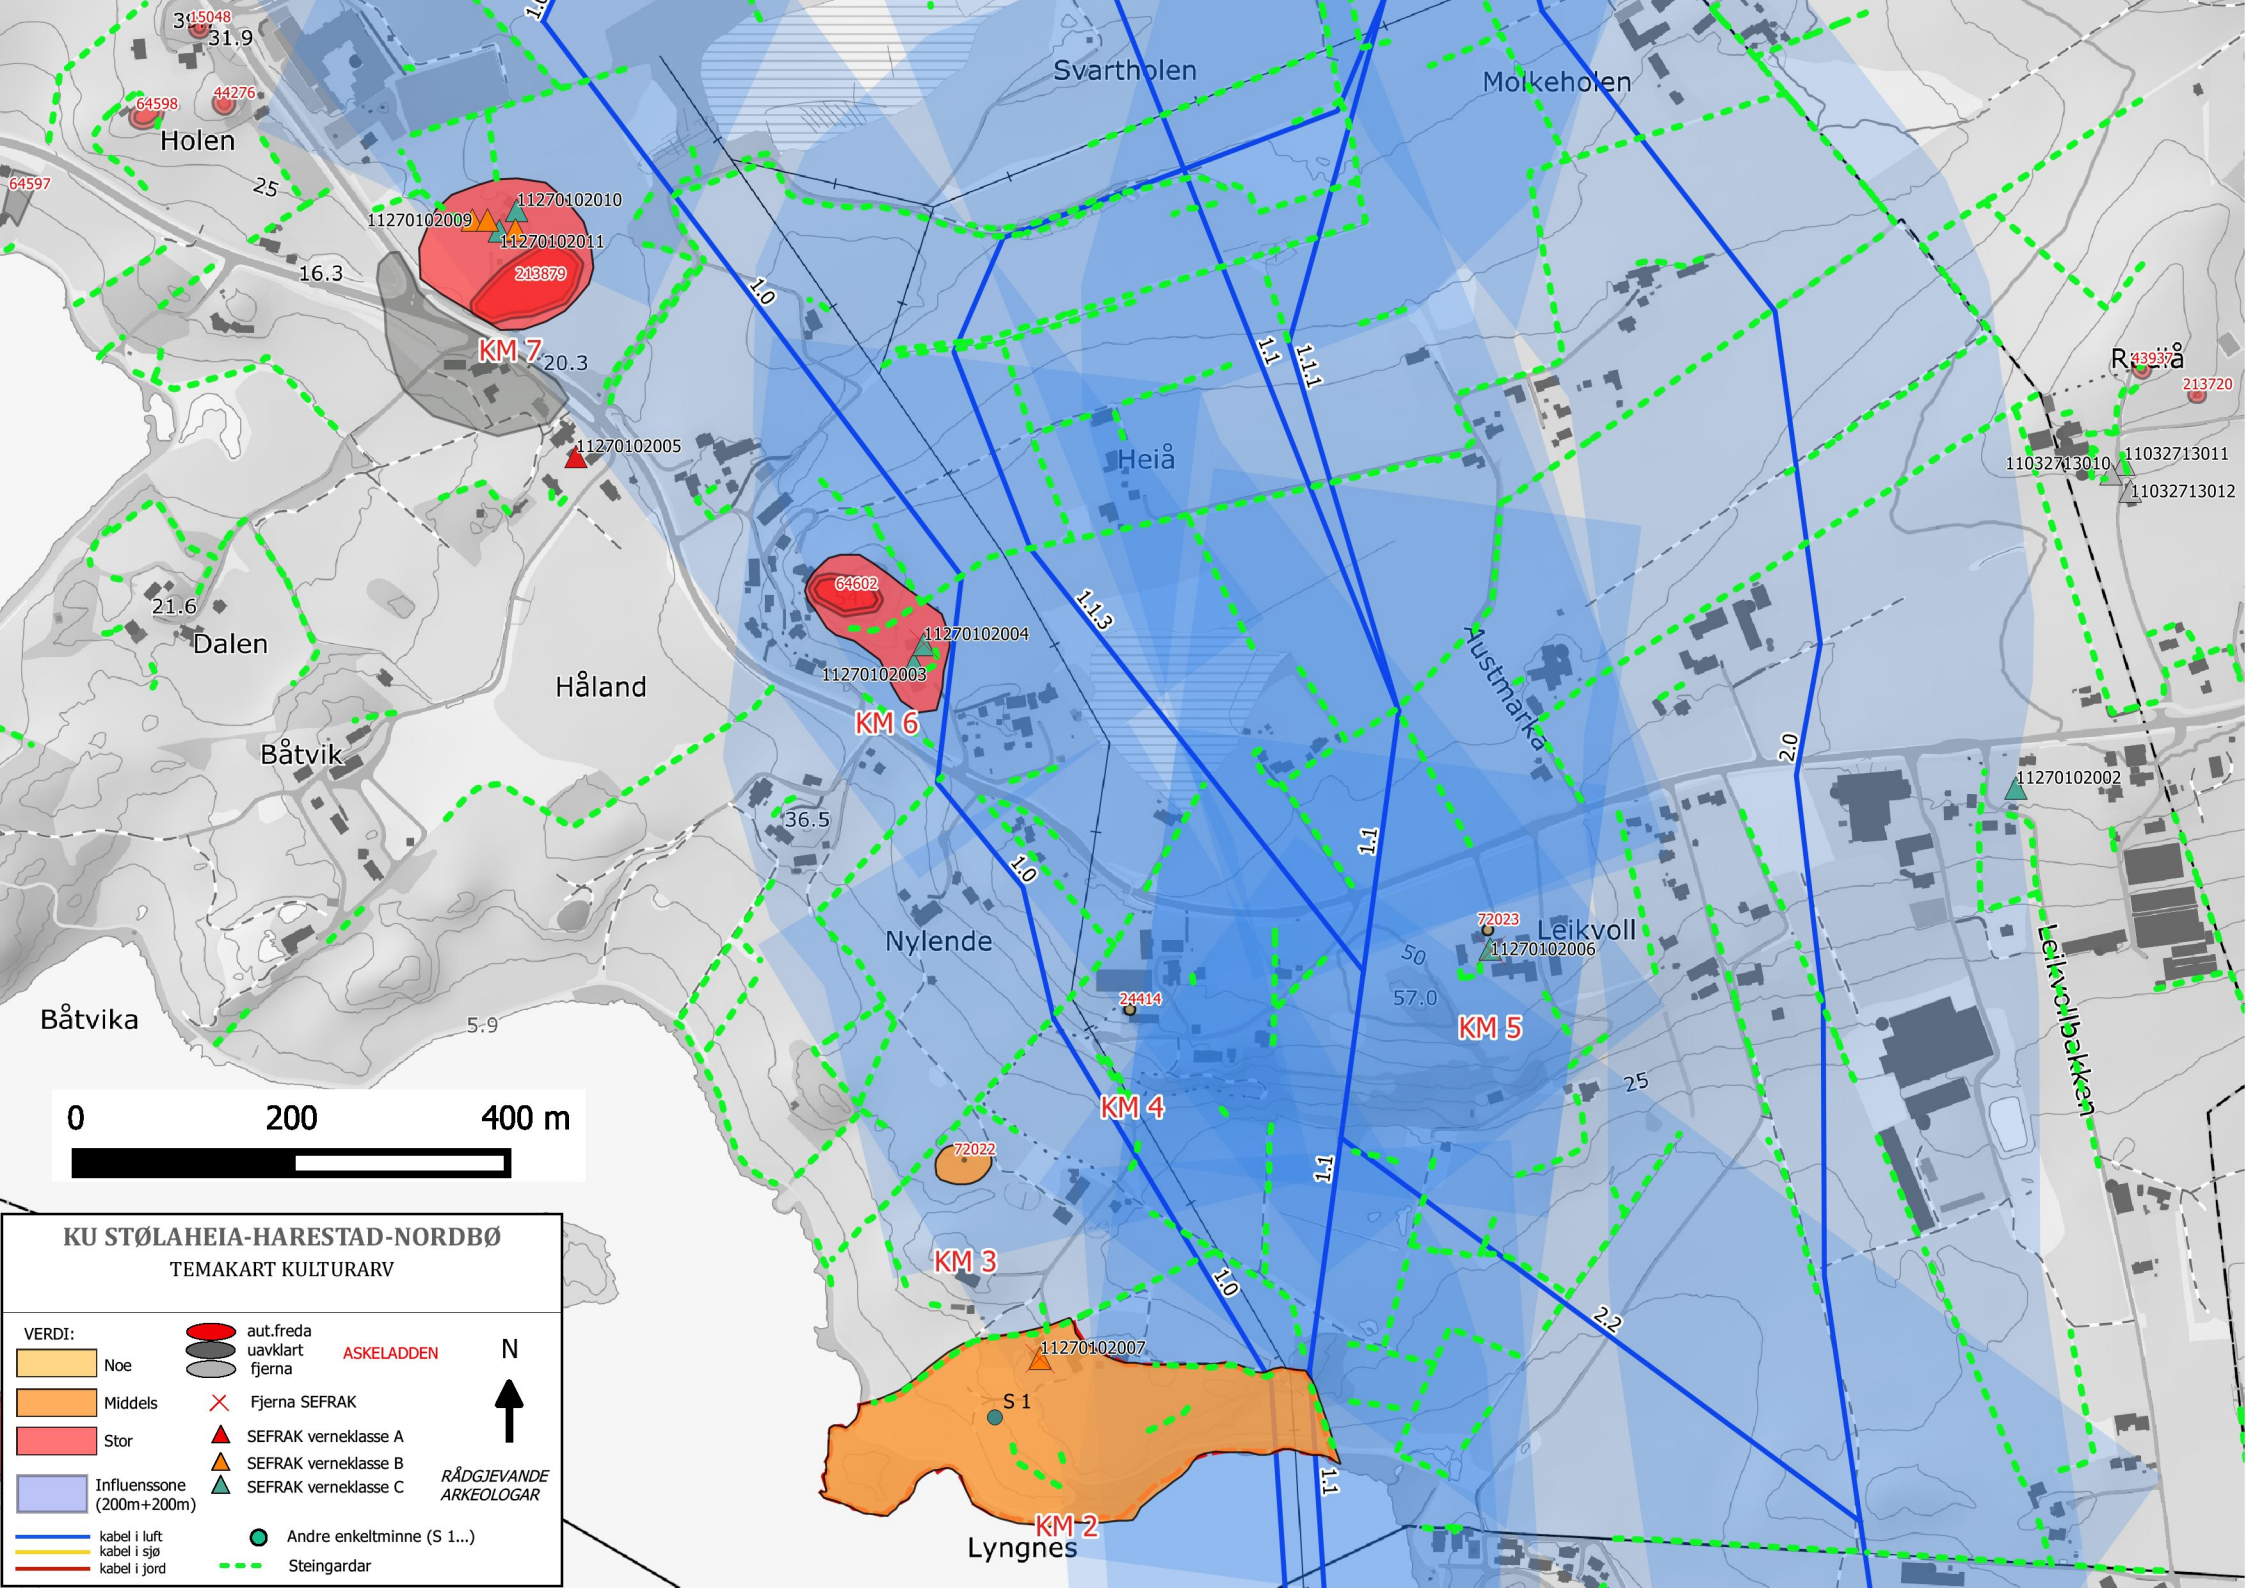 1.0
15048
31.9
44276
64598
Holen
64597
25
16.3
Svartholen
Molkeholen
11270102010
11270102009
11270102011
213879
KM 7
20.3
1.0
1.1
1.1.1
43937
213720
11270102005
Heiå
11032713011
11032713010
11032713012
64602
21.6
Dalen
Håland
Båtvik
11270102004
11270102003
KM 6
1.1.3
Austmarka
2.0
11270102002
36.5
1.0
1.1
Nylende
72023
Leikvoll
11270102006
50
57.0
24414
KM 5
Leikvollbakken
Båtvika
5.9
25
0 200 400 m
KM 4
72022
1.1
KM 3
1.0
2.2
11270102007
S 1
1.1
KM 2
Lyngnes
KU STØLAHEIA-HARESTAD-NORDBØ
TEMAKART KULTURARV
VERDI:
Noe
Middels
Stor
Influenssone
(200m+200m)
kabel i luft
kabel i sjø
kabel i jord
aut.freda
uavklart
fjerna
ASKELADDEN
Fjerna SEFRAK
SEFRAK verneklasse A
SEFRAK verneklasse B
SEFRAK verneklasse C
Andre enkeltminne (S 1...)
Steingardar
N
RÅDGJEVANDE
ARKEOLOGAR